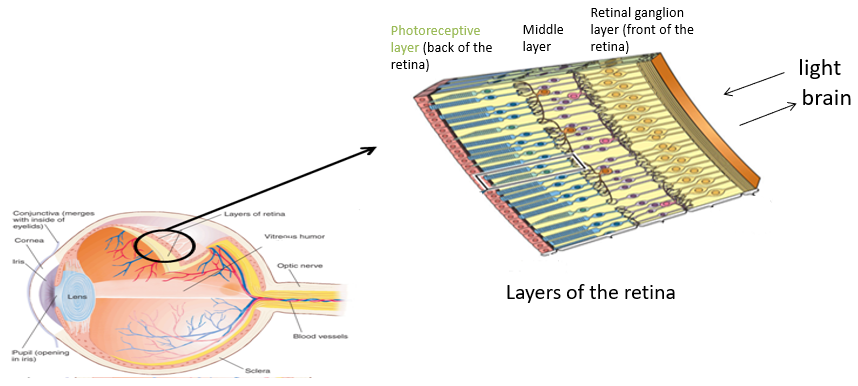 Photoreceptive
layer (back of the
retina)
Middle
layer
Retinal ganglion
layer (front of the
retina)
light
brain
Layers of the retina
Conjunctiva (merges
with inside of
eyelids)
Cornea
Iris
Lens
Pupil (opening
in iris)
Layers of retina
Vitreous humor
Optic nerve
Blood vessels
Sclera